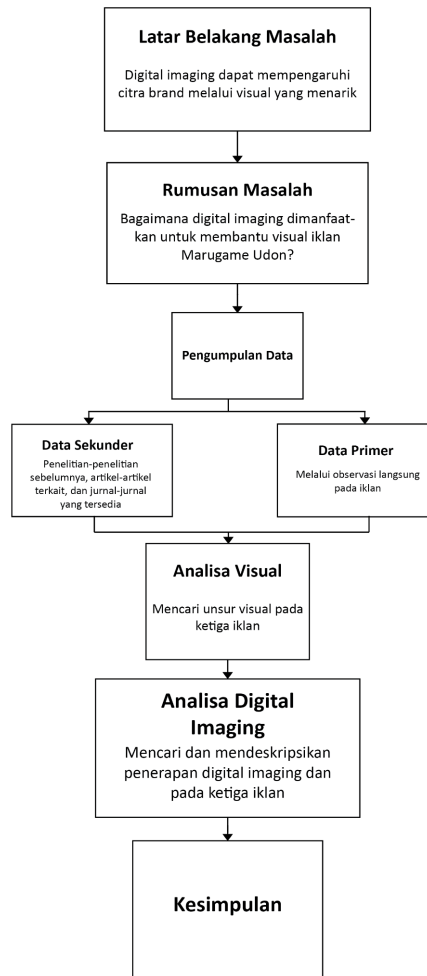 Latar Belakang Masalah
Digital imaging dapat mempengaruhi
citra brand melalui visual yang menarik
Rumusan Masalah
Bagaimana digital imaging dimanfaat-
kan untuk membantu visual iklan
Marugame Udon?
Pengumpulan Data
Data Sekunder
Penelitian-penelitian
sebelumnya, artikel-artikel
terkait, dan jurnal-jurnal
yang tersedia
Data Primer
Melalui observasi langsung
pada iklan
Analisa Visual
Mencari unsur visual pada
ketiga iklan
Analisa Digital
Imaging
Mencari dan mendeskripsikan
penerapan digital imaging dan
pada ketiga iklan
Kesimpulan